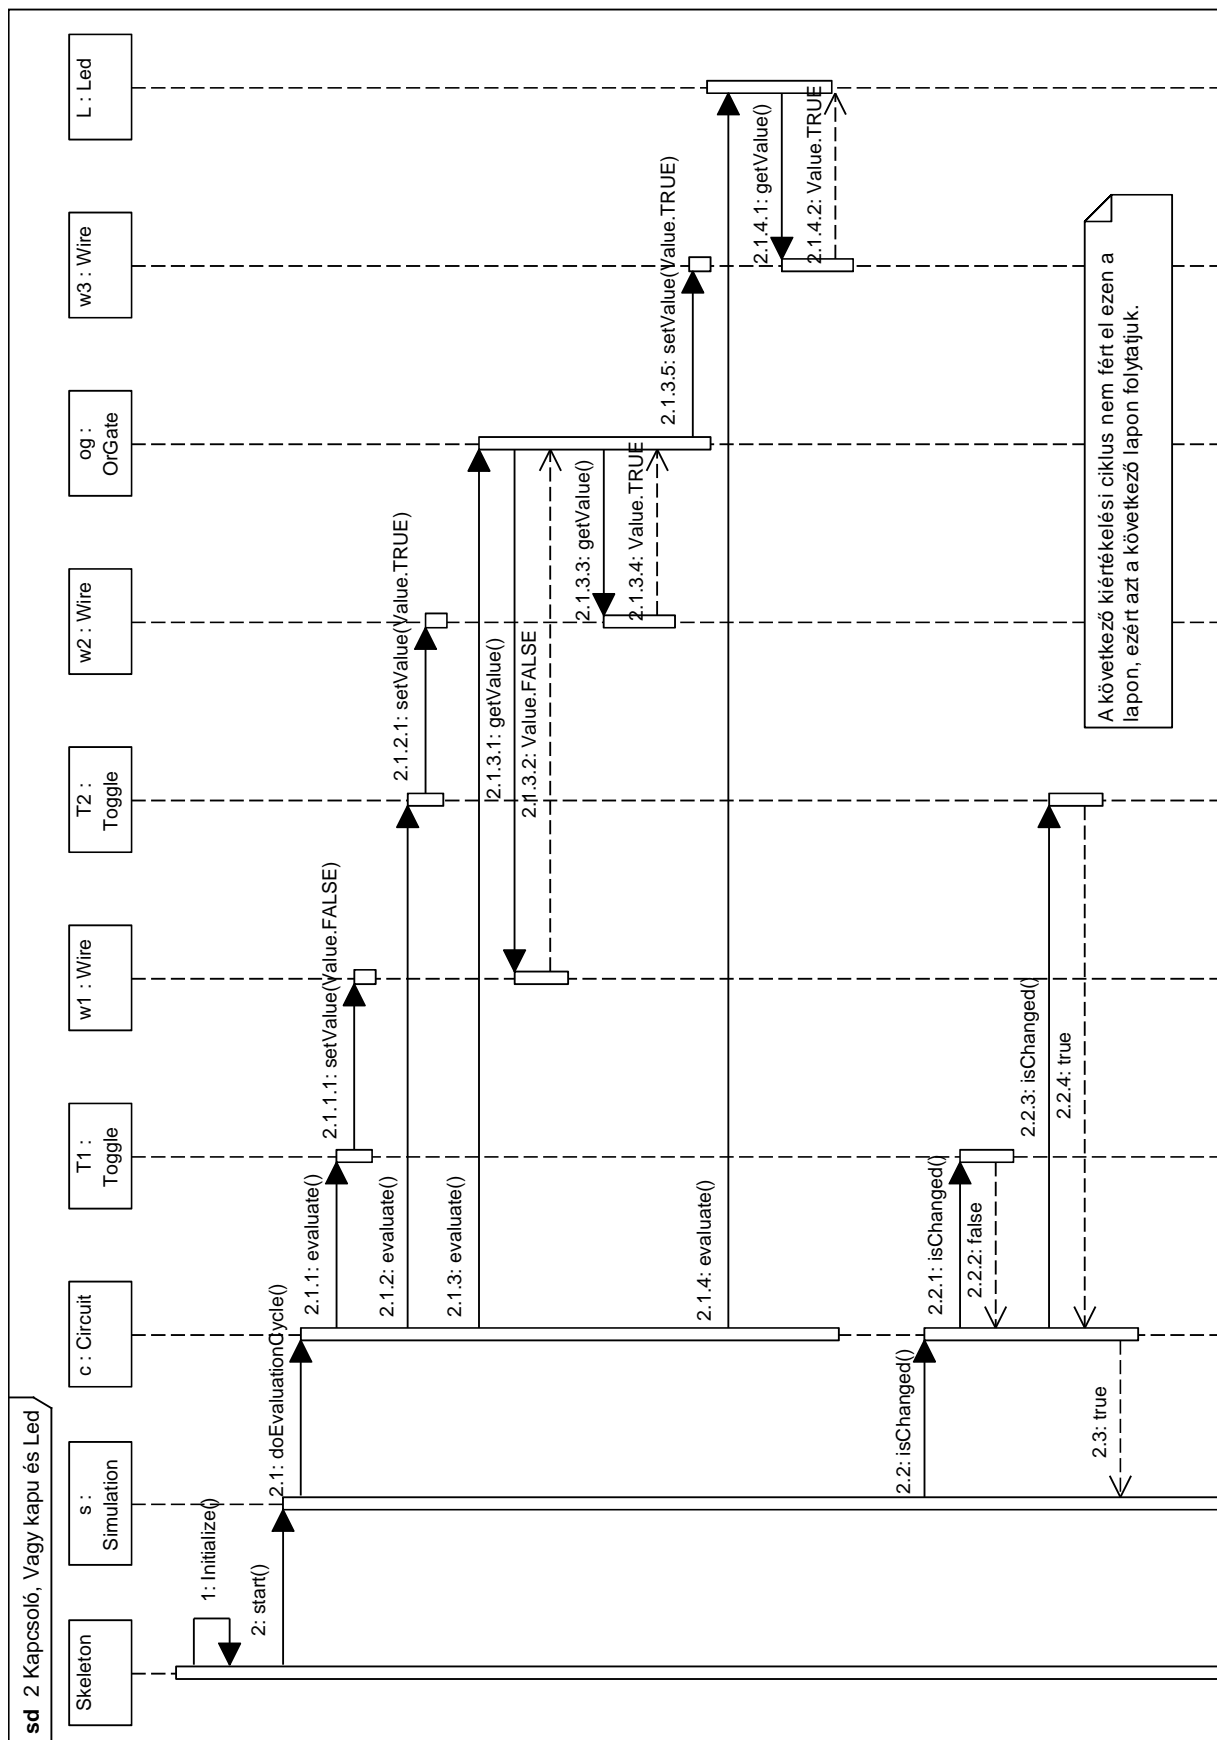 sd 2 Kapcsoló, Vagy kapu és Led
Skeleton
s :
Simulation
c : Circuit
T1 :
Toggle
w1 : Wire
T2 :
Toggle
w2 : Wire
og :
OrGate
w3 : Wire
L : Led
1: Initialize()
2: start()
2.1: doEvaluationCycle()
2.1.1: evaluate()
2.1.1.1: setValue(Value.FALSE)
2.1.2: evaluate()
2.1.2.1: setValue(Value.TRUE)
2.1.3: evaluate()
2.1.3.1: getValue()
2.1.3.2: Value.FALSE
2.1.3.3: getValue()
2.1.3.4: Value.TRUE
2.1.3.5: setValue(Value.TRUE)
2.1.4: evaluate()
2.1.4.1: getValue()
2.1.4.2: Value.TRUE
2.2: isChanged()
2.2.1: isChanged()
2.2.2: false
2.2.3: isChanged()
2.2.4: true
2.3: true
A következő kiértékelési ciklus nem fért el ezen a
lapon, ezért azt a következő lapon folytatjuk.